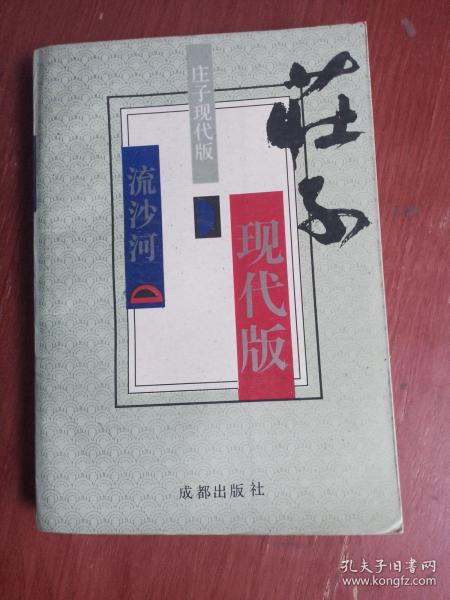 莊子
庄子现代版
现代版
流沙河
成都出版社
孔夫子旧书网
www.kongfz.com